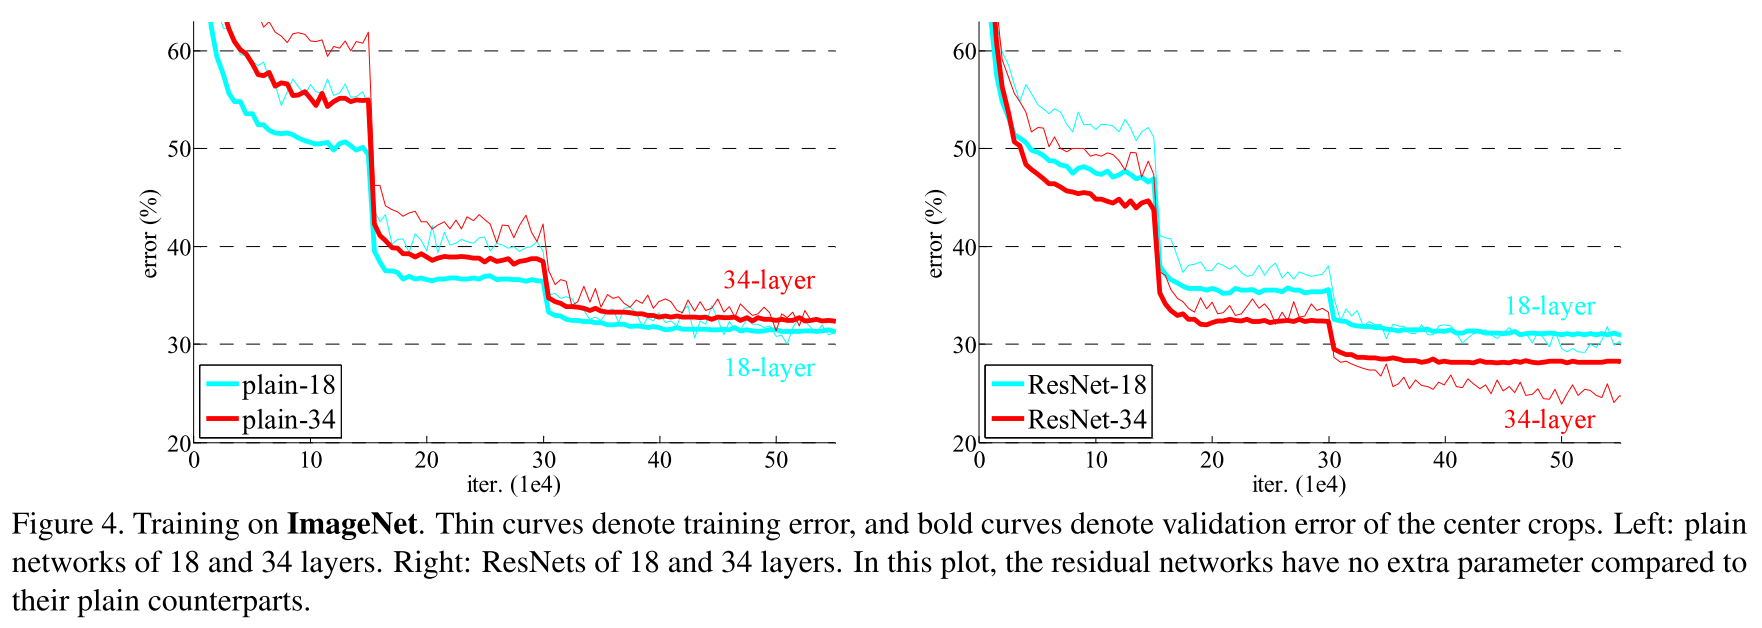 60
50
40
30
20
error (%)
34-layer
18-layer
plain-18
plain-34
0 10 20 30 40 50
iter. (1e4)
60
50
40
30
20
error (%)
18-layer
34-layer
ResNet-18
ResNet-34
0 10 20 30 40 50
iter. (1e4)
Figure 4. Training on ImageNet. Thin curves denote training error, and bold curves denote validation error of the center crops. Left: plain
networks of 18 and 34 layers. Right: ResNets of 18 and 34 layers. In this plot, the residual networks have no extra parameter compared to
their plain counterparts.